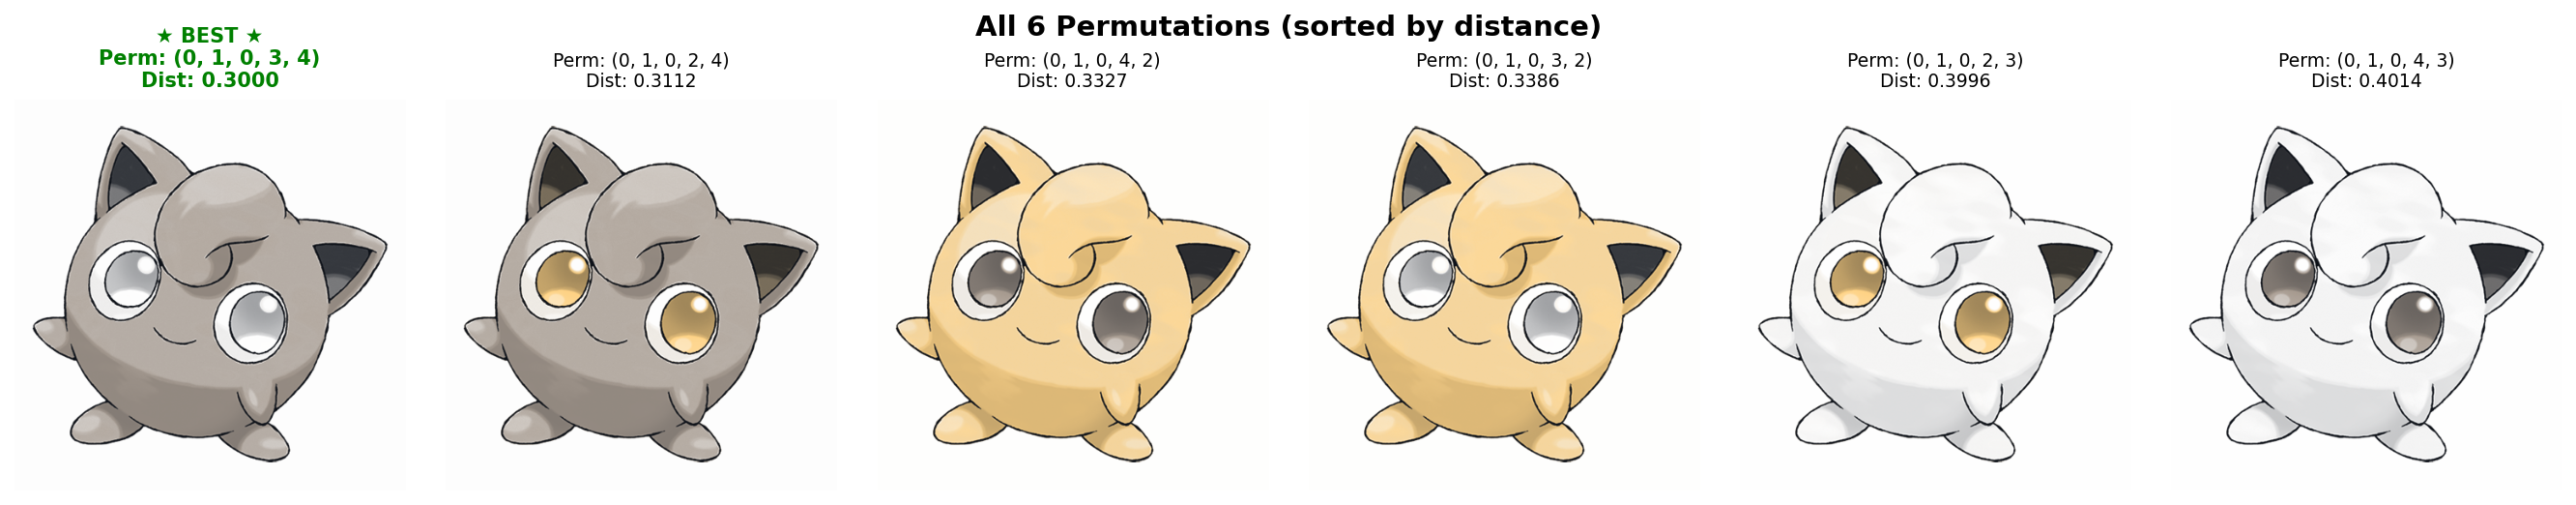 All 6 Permutations (sorted by distance)
★ BEST ★
Perm: (0, 1, 0, 3, 4)
Dist: 0.3000
Perm: (0, 1, 0, 2, 4)
Dist: 0.3112
Perm: (0, 1, 0, 4, 2)
Dist: 0.3327
Perm: (0, 1, 0, 3, 2)
Dist: 0.3386
Perm: (0, 1, 0, 2, 3)
Dist: 0.3996
Perm: (0, 1, 0, 4, 3)
Dist: 0.4014